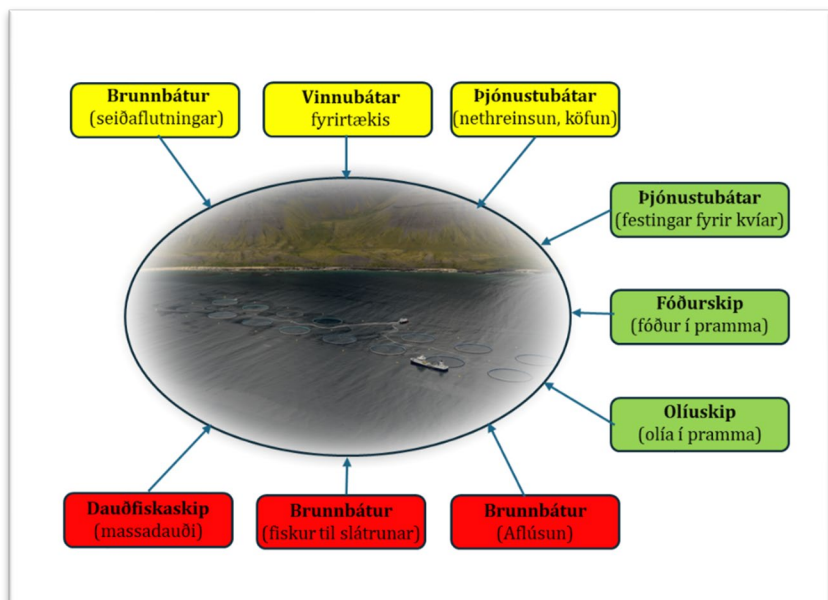 Brunnbátur
(seiðaflutningar)
Vinnubátar
fyrirtækis
Þjónustubátar
(nethreinsun, köfun)
Þjónustubátar
(festingar fyrir kvíar)
Fóðurskip
(fóður í pramma)
Olíuskip
(olía í pramma)
Dauðfiskaskip
(massadauði)
Brunnbátur
(fiskur til slátrunar)
Brunnbátur
(Aflúsun)